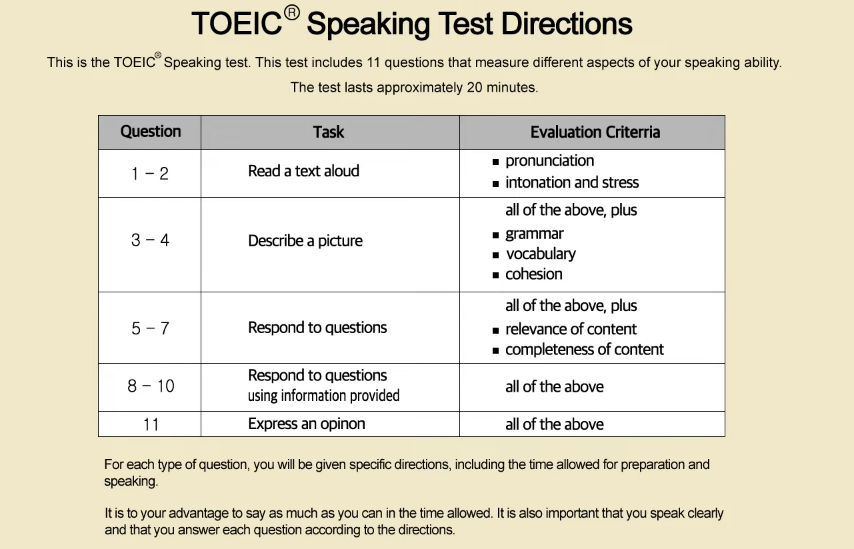 TOEIC® Speaking Test Directions
This is the TOEIC® Speaking test. This test includes 11 questions that measure different aspects of your speaking ability.
The test lasts approximately 20 minutes.
Question Task Evaluation Criterria
1 – 2 Read a text aloud ▪ pronunciation
▪ intonation and stress
3 – 4 Describe a picture all of the above, plus
▪ grammar
▪ vocabulary
▪ cohesion
5 – 7 Respond to questions all of the above, plus
▪ relevance of content
▪ completeness of content
8 – 10 Respond to questions
using information provided all of the above
11 Express an opinon all of the above
For each type of question, you will be given specific directions, including the time allowed for preparation and
speaking.
It is to your advantage to say as much as you can in the time allowed. It is also important that you speak clearly
and that you answer each question according to the directions.